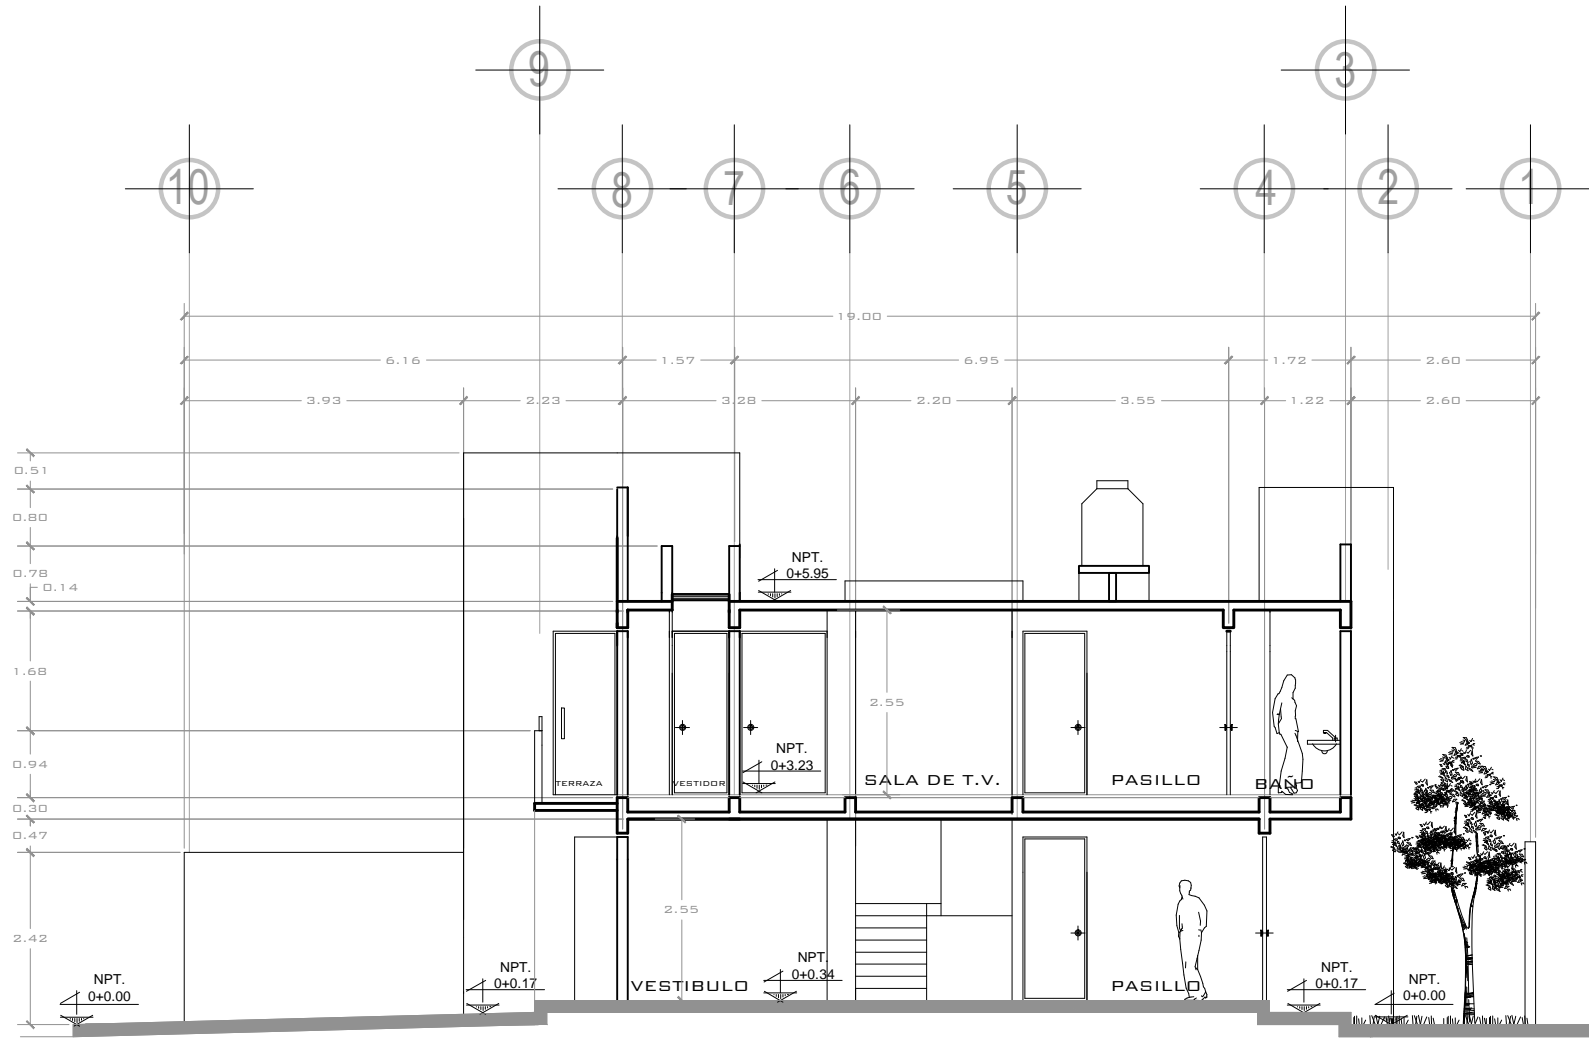 9
3
10
8
7
6
5
4
2
1
19.00
6.16
1.57
6.95
1.72
2.60
3.93
2.23
3.28
2.20
3.55
1.22
2.60
0.51
0.80
0.78
0.14
1.68
0.94
0.30
0.47
2.42
NPT.
0+5.95
2.55
NPT.
0+3.23
TERRAZA
VESTIDOR
SALA DE T.V.
PASILLO
BAÑO
2.55
NPT.
0+0.00
NPT.
0+0.17
VESTIBULO
NPT.
0+0.34
PASILLO
NPT.
0+0.17
NPT.
0+0.00